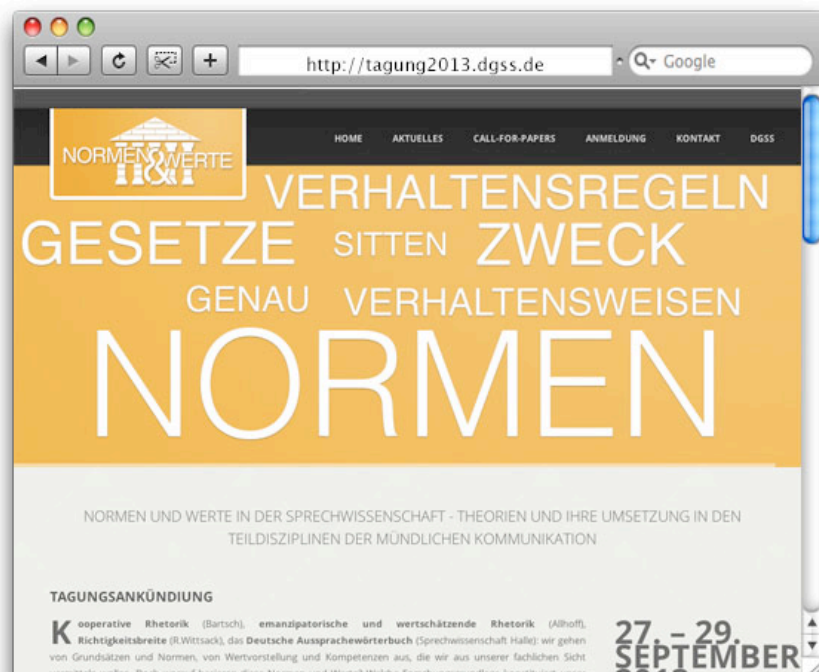 http://tagung2013.dgss.de
Google
NORMEN & WERTE
HOME AKTUELLES CALL-FOR-PAPERS ANMELDUNG KONTAKT DGSS
VERHALTENSREGELN
GESETZE SITTEN ZWECK
GENAU VERHALTENSWEISEN
NORMEN
NORMEN UND WERTE IN DER SPRECHWISSENSCHAFT - THEORIEN UND IHRE UMSETZUNG IN DEN
TEILDISZIPLINEN DER MÜNDLICHEN KOMMUNIKATION
TAGUNGSANKÜNDIUNG
Kooperative Rhetorik (Bartsch), emanzipatorische und wertschätzende Rhetorik (Allhoff),
Richtigkeitsbreite (R.Wittsack), das Deutsche Aussprachewörterbuch (Sprechwissenschaft Halle): wir gehen
von Grundsätzen und Normen, von Wertvorstellung und Kompetenzen aus, die wir aus unserer fachlichen Sicht
27. – 29.
SEPTEMBER